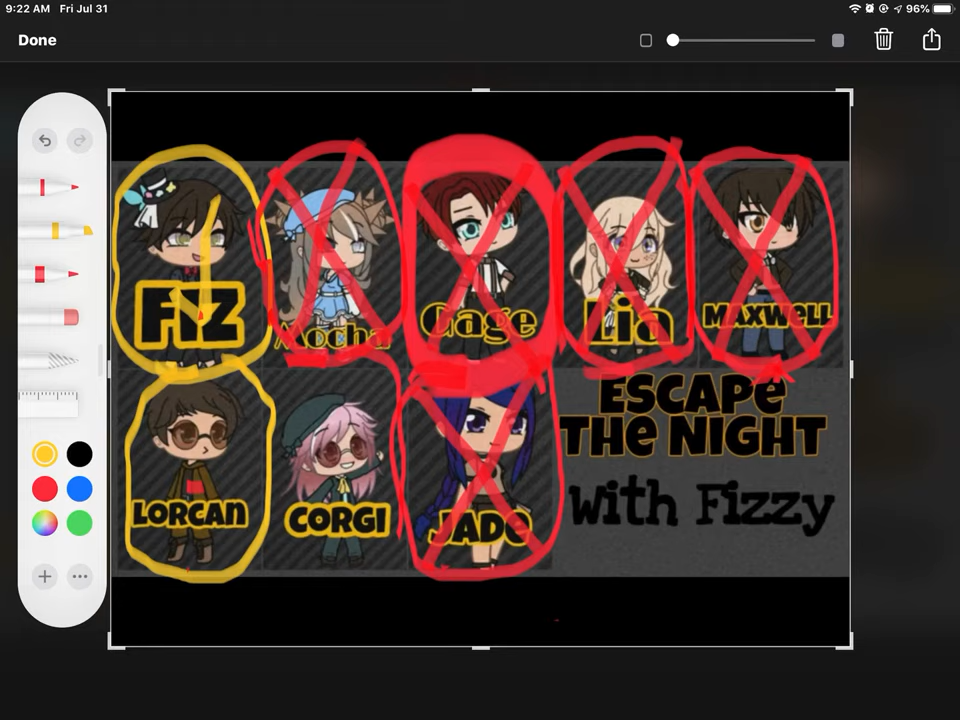 9:22 AM Fri Jul 31
96%
Done
Fiz
Mocha
Gage
Lia
MAXWELL
ESCAPE
THE NIGHT
With Fizzy
LORCAN
CORGI
JADE